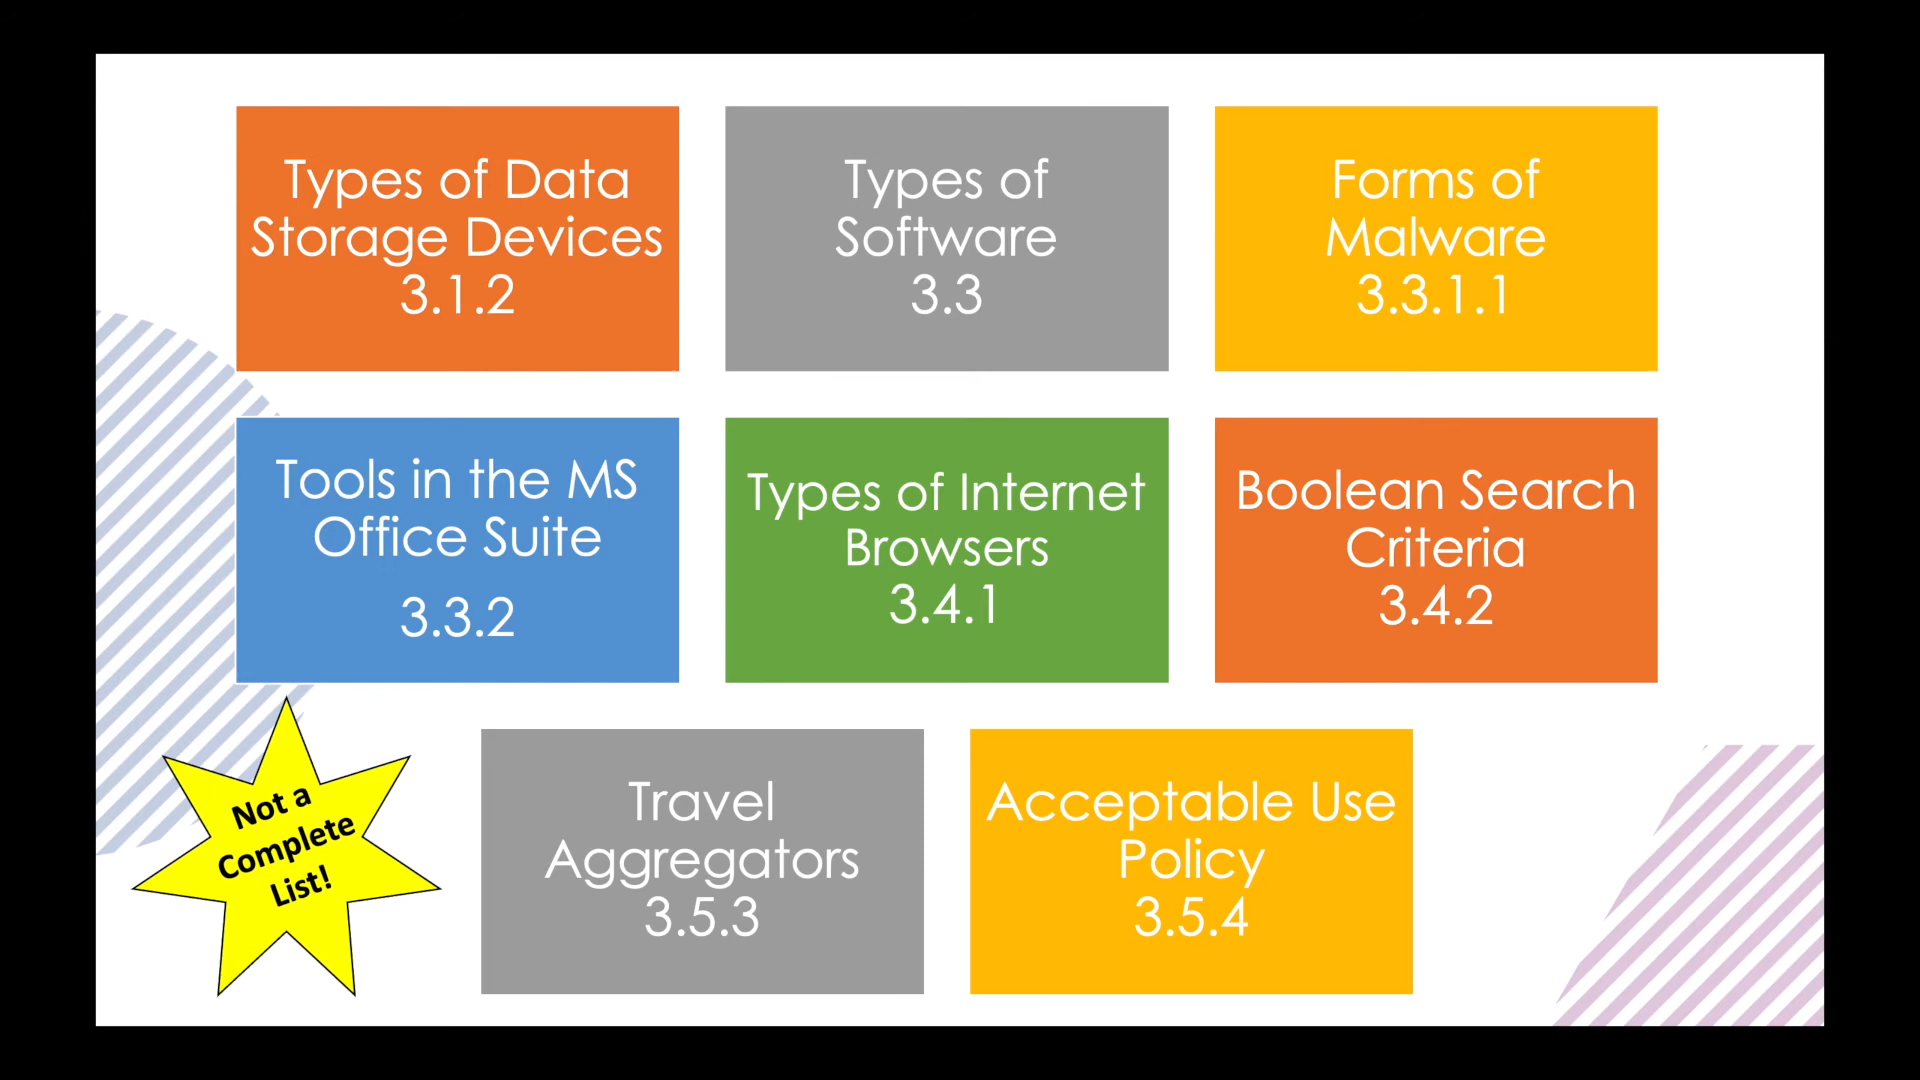 Types of Data
Storage Devices
3.1.2
Types of
Software
3.3
Forms of
Malware
3.3.1.1
Tools in the MS
Office Suite
3.3.2
Types of Internet
Browsers
3.4.1
Boolean Search
Criteria
3.4.2
Not a
Complete
List!
Travel
Aggregators
3.5.3
Acceptable Use
Policy
3.5.4